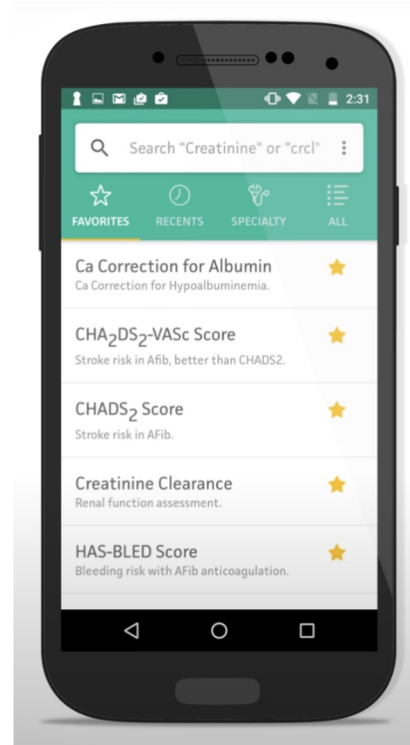 2:31
Search "Creatinine" or "crcl"
FAVORITES RECENTS SPECIALTY ALL
Ca Correction for Albumin
Ca Correction for Hypoalbuminemia.
CHA₂DS₂-VASc Score
Stroke risk in Afib, better than CHADS2.
CHADS₂ Score
Stroke risk in AFib.
Creatinine Clearance
Renal function assessment.
HAS-BLED Score
Bleeding risk with AFib anticoagulation.